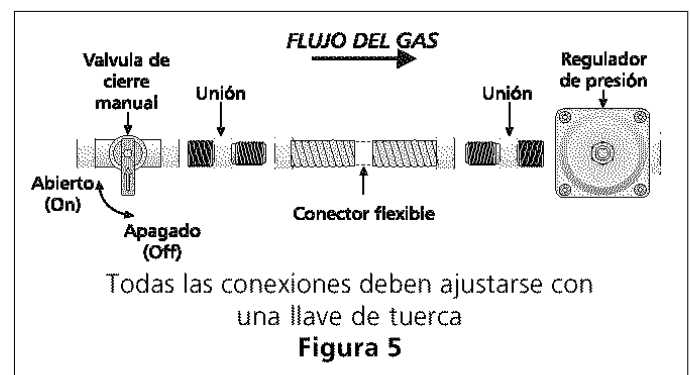 FLUJO DEL GAS
Valvula de
cierre
manual
Unión
Unión
Regulador
de presión
Abierto
(On)
Apagado
(Off)
Conector flexible
Todas las conexiones deben ajustarse con
una llave de tuerca
Figura 5